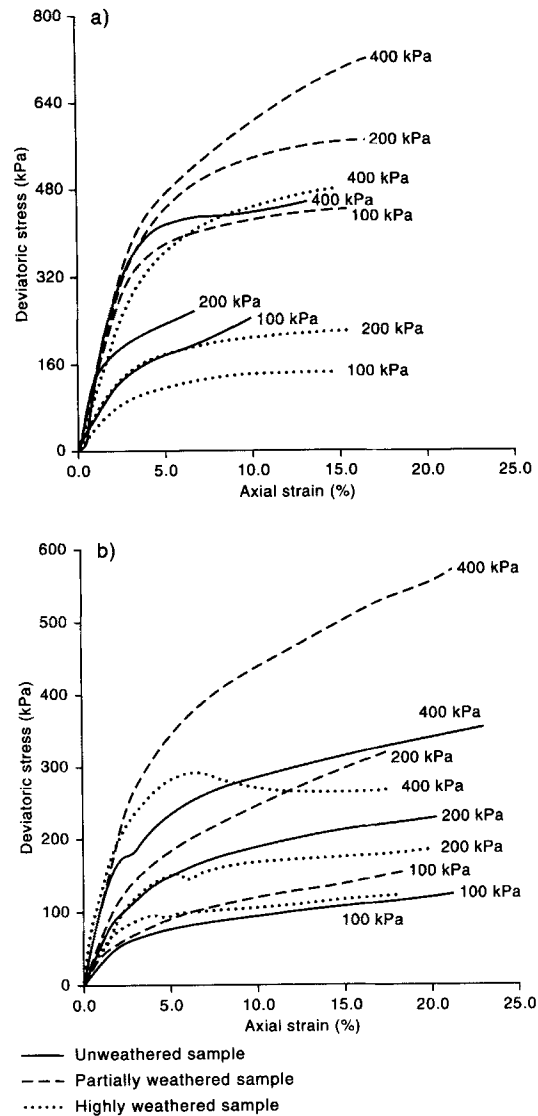 a)
800
640
480
320
160
0
Deviatoric stress (kPa)
400 kPa
200 kPa
400 kPa
400 kPa
100 kPa
200 kPa
100 kPa
200 kPa
100 kPa
0.0 5.0 10.0 15.0 20.0 25.0
Axial strain (%)
b)
600
500
400
300
200
100
0
Deviatoric stress (kPa)
400 kPa
400 kPa
200 kPa
400 kPa
200 kPa
200 kPa
100 kPa
100 kPa
100 kPa
0.0 5.0 10.0 15.0 20.0 25.0
Axial strain (%)
Unweathered sample
Partially weathered sample
Highly weathered sample